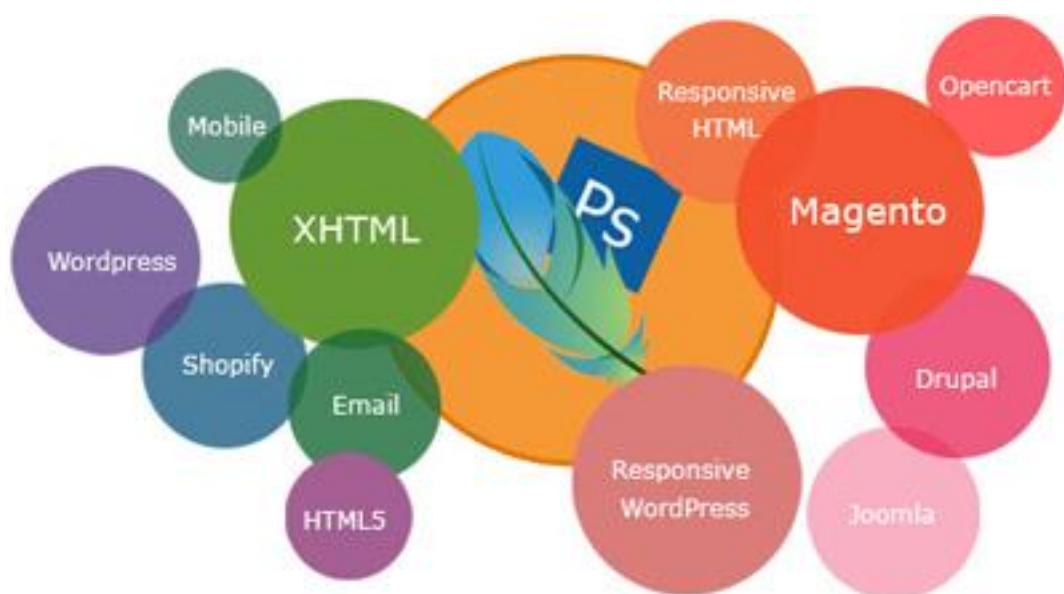 Mobile
Wordpress
XHTML
Shopify
Email
HTML5
PS
Responsive
HTML
Magento
Opencart
Drupal
Joomla
Responsive
WordPress